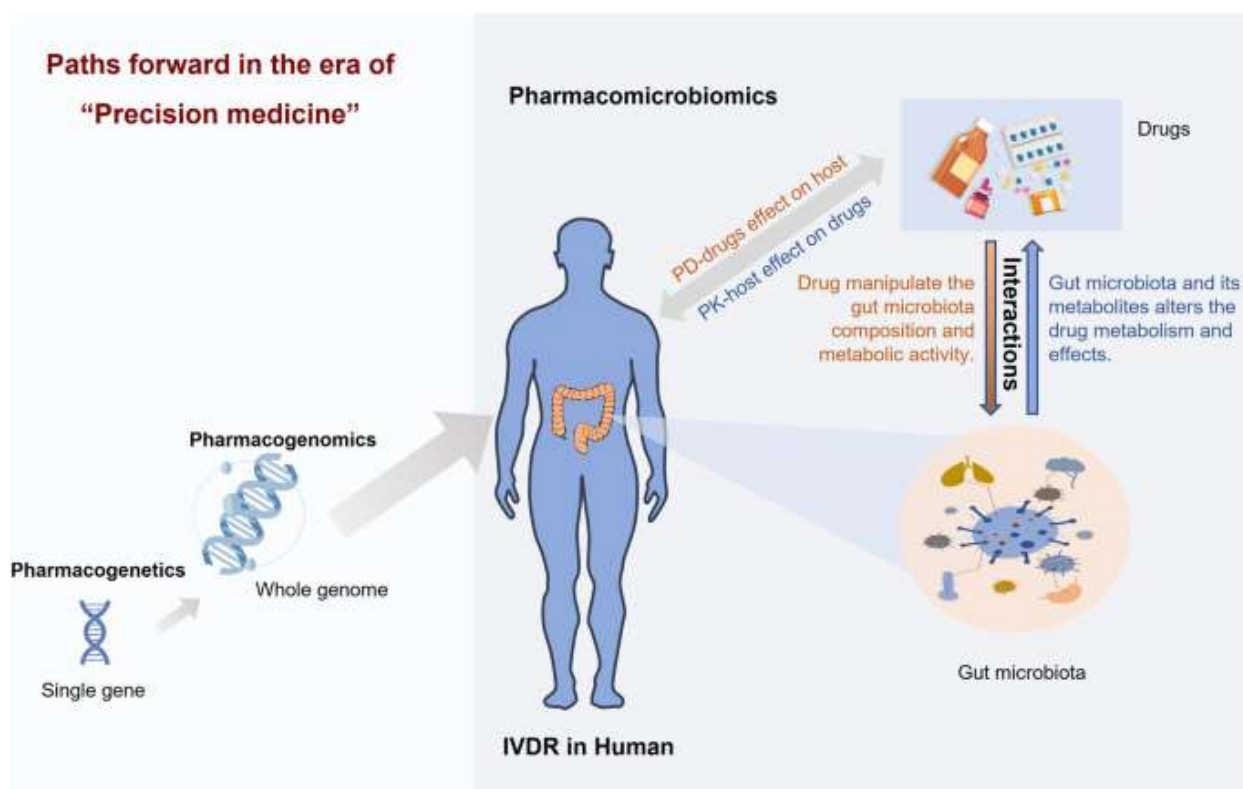 Paths forward in the era of
“Precision medicine”
Pharmacogenomics
Whole genome
Pharmacogenetics
Single gene
Pharmacomicrobiomics
Drugs
PD-drugs effect on host
PK-host effect on drugs
Drug manipulate the
gut microbiota
composition and
metabolic activity.
Interactions
Gut microbiota and its
metabolites alters the
drug metabolism and
effects.
Gut microbiota
IVDR in Human